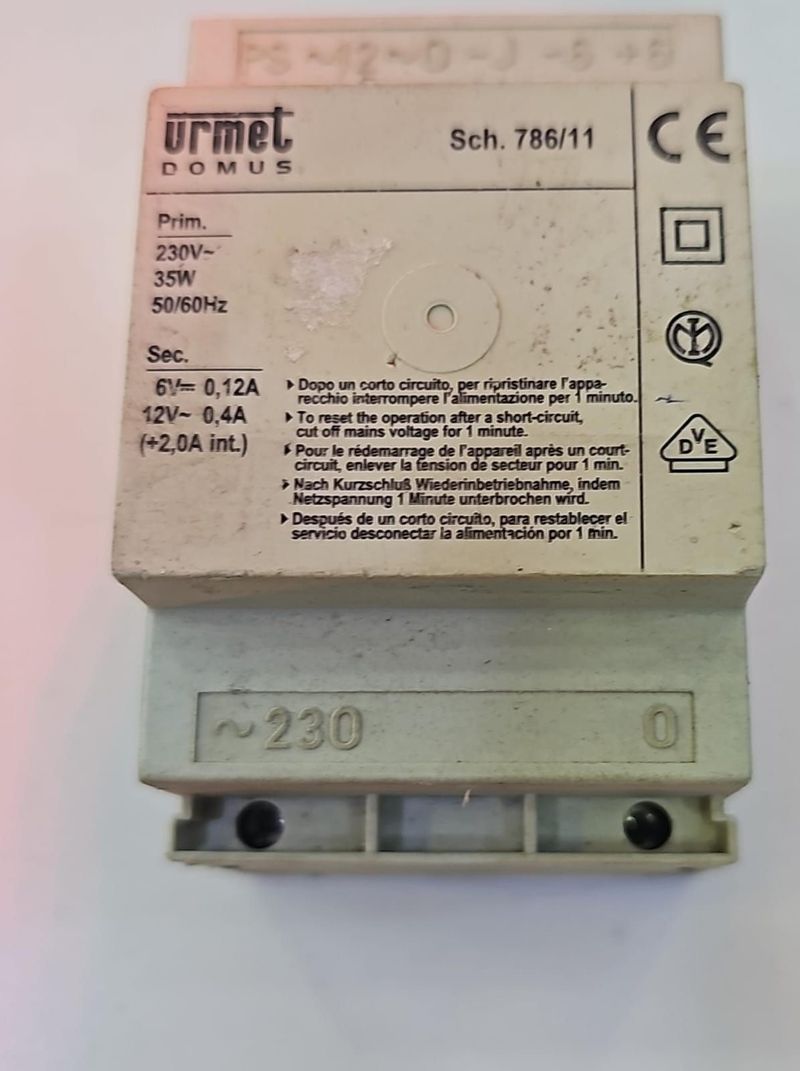 PS ~12 ~0 -J -6 +6
urmet
DOMUS
Sch. 786/11
CE
Prim.
230V~
35W
50/60Hz
Sec.
6V= 0,12A
12V~ 0,4A
(+2,0A int.)
Dopo un corto circuito, per ripristinare l'appa-
recchio interrompere l'alimentazione per 1 minuto.
To reset the operation after a short-circuit,
cut off mains voltage for 1 minute.
Pour le rédemarrage de l'appareil après un court-
circuit, enlever la tension de secteur pour 1 min.
Nach Kurzschluß Wiederinbetriebnahme, indem
Netzspannung 1 Minute unterbrochen wird.
Después de un corto circuito, para restablecer el
servicio desconectar la alimentación por 1 min.
DVE
~230
0